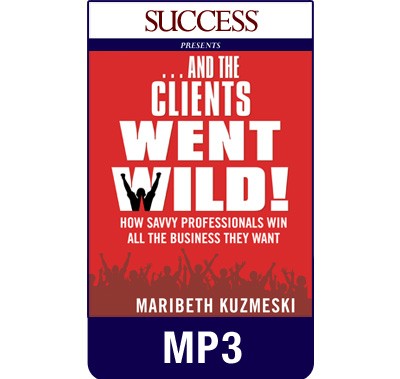 SUCCESS
PRESENTS
...AND THE
CLIENTS
WENT
WILD!
HOW SAVVY PROFESSIONALS WIN
ALL THE BUSINESS THEY WANT
MARIBETH KUZMESKI
MP3